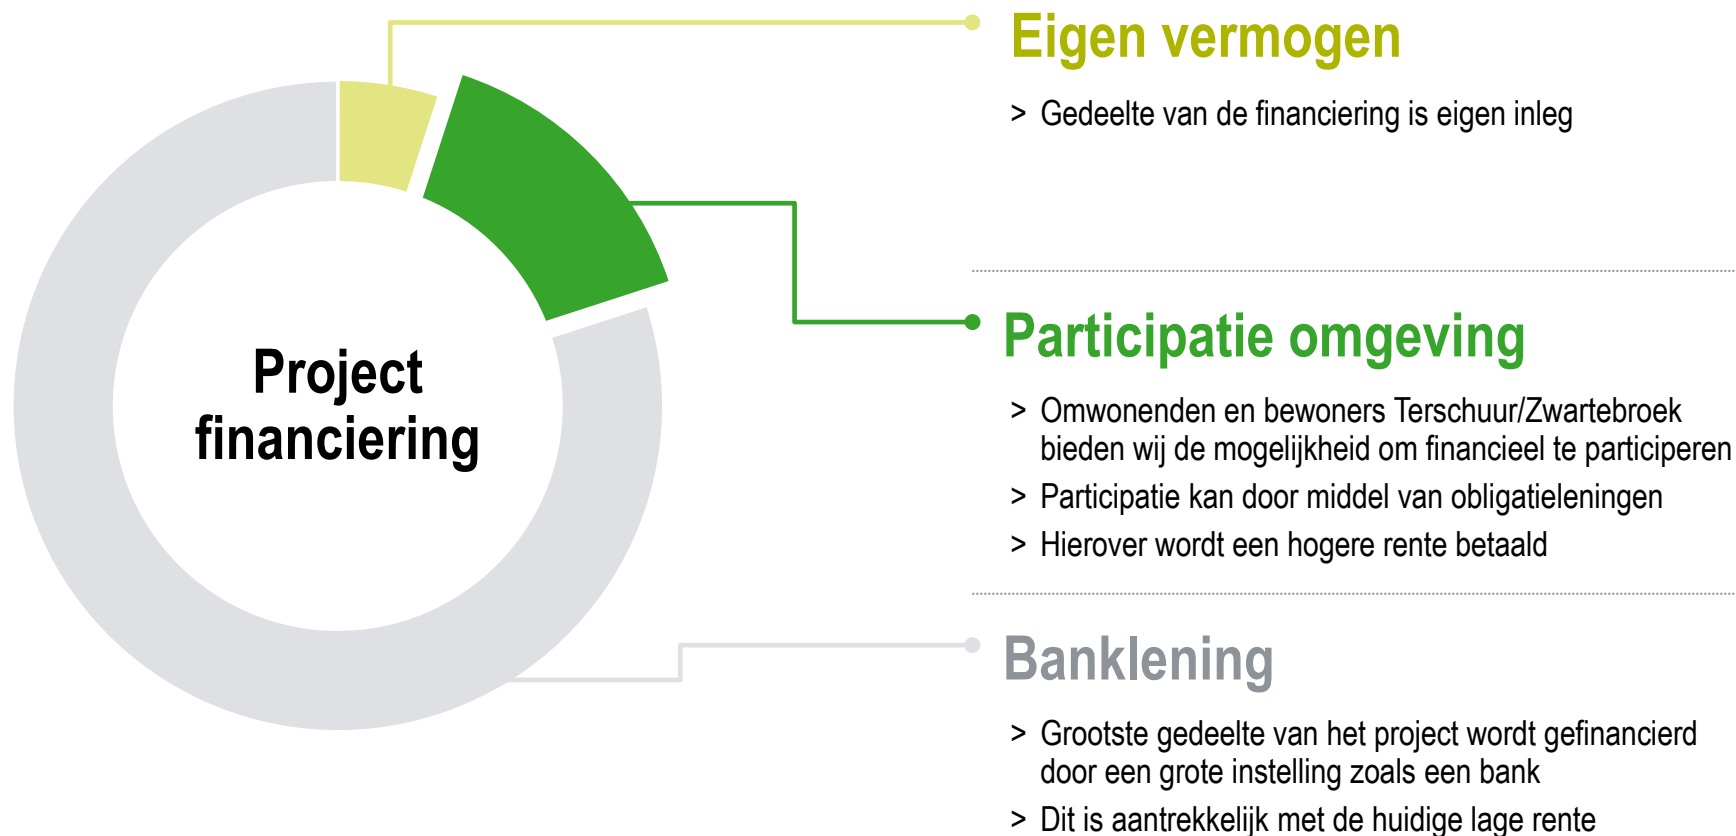 Project
financiering
Eigen vermogen
> Gedeelte van de financiering is eigen inleg
Participatie omgeving
> Omwonenden en bewoners Terschuur/Zwartebroek
bieden wij de mogelijkheid om financieel te participeren
> Participatie kan door middel van obligatieleningen
> Hierover wordt een hogere rente betaald
Banklening
> Grootste gedeelte van het project wordt gefinancierd
door een grote instelling zoals een bank
> Dit is aantrekkelijk met de huidige lage rente